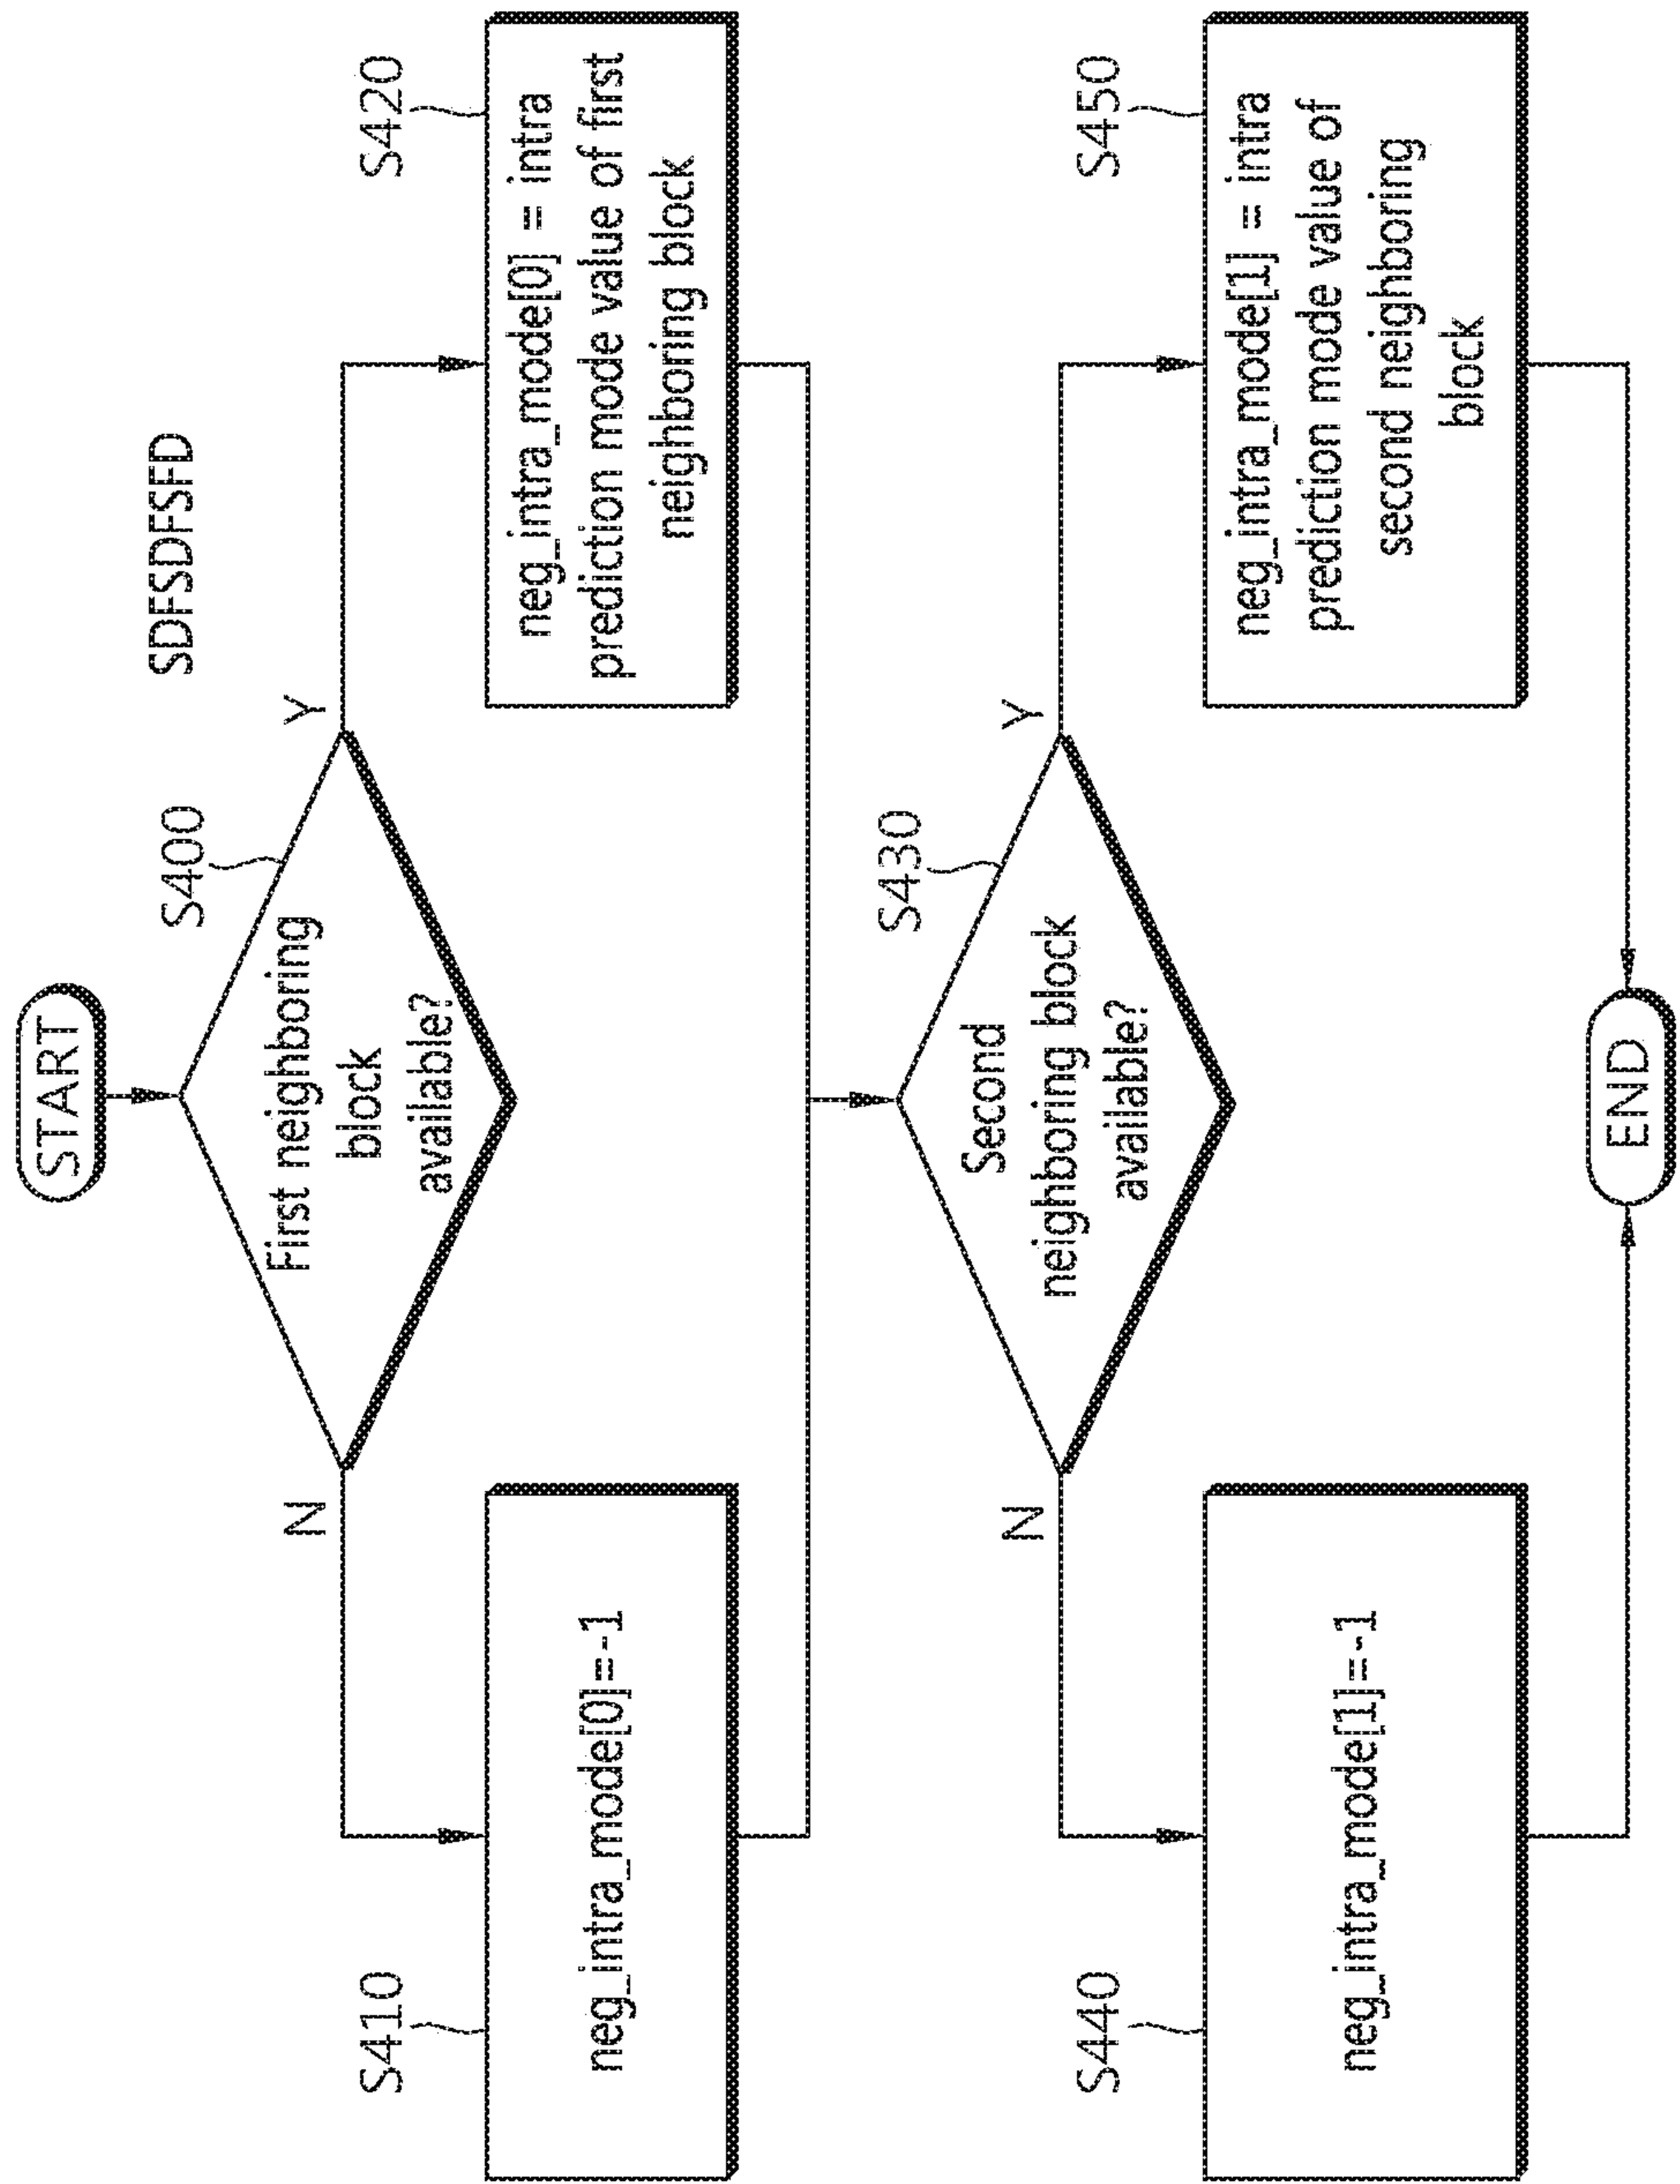 START
SDFSDFSFD
S400
First neighboring
block
available?
N
Y
S410
neg_intra_mode[0]=-1
S420
neg_intra_mode[0] = intra
prediction mode value of first
neighboring block
S430
Second
neighboring block
available?
N
Y
S440
neg_intra_mode[1]=-1
S450
neg_intra_mode[1] = intra
prediction mode value of
second neighboring
block
END